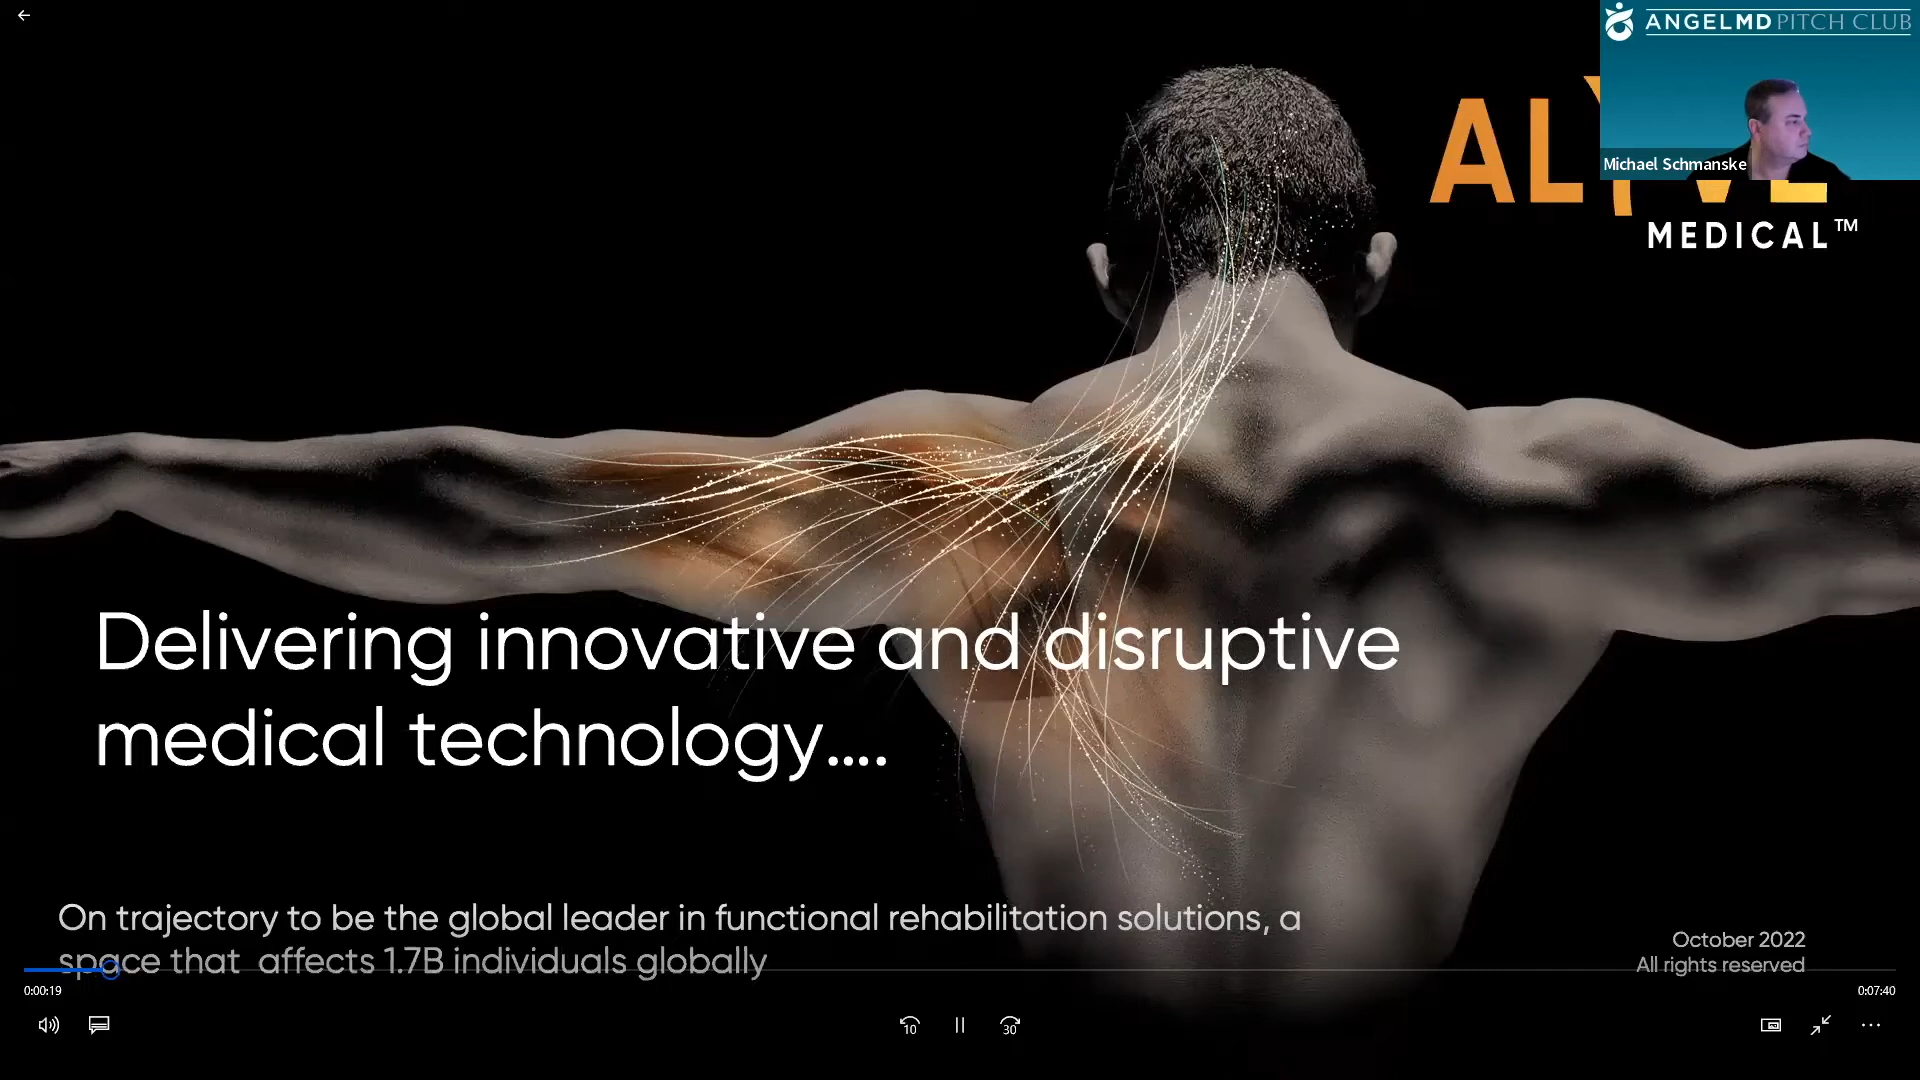 ANGELMD PITCH CLUB
Michael Schmanske
MEDICAL™
Delivering innovative and disruptive
medical technology....
On trajectory to be the global leader in functional rehabilitation solutions, a
space that affects 1.7B individuals globally
October 2022
All rights reserved
0:00:19
0:07:40
10
30